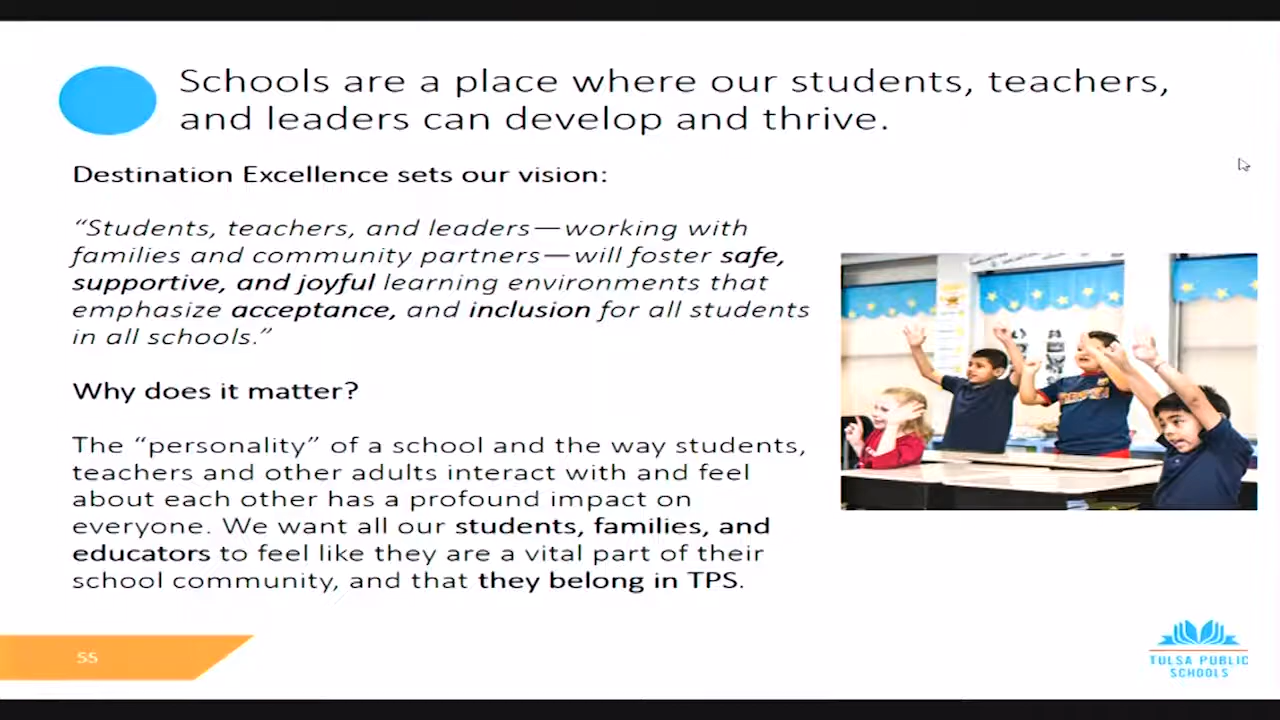 Schools are a place where our students, teachers,
and leaders can develop and thrive.
Destination Excellence sets our vision:
“Students, teachers, and leaders—working with
families and community partners—will foster safe,
supportive, and joyful learning environments that
emphasize acceptance, and inclusion for all students
in all schools.”
Why does it matter?
The “personality” of a school and the way students,
teachers and other adults interact with and feel
about each other has a profound impact on
everyone. We want all our students, families, and
educators to feel like they are a vital part of their
school community, and that they belong in TPS.
55
TULSA PUBLIC
SCHOOLS